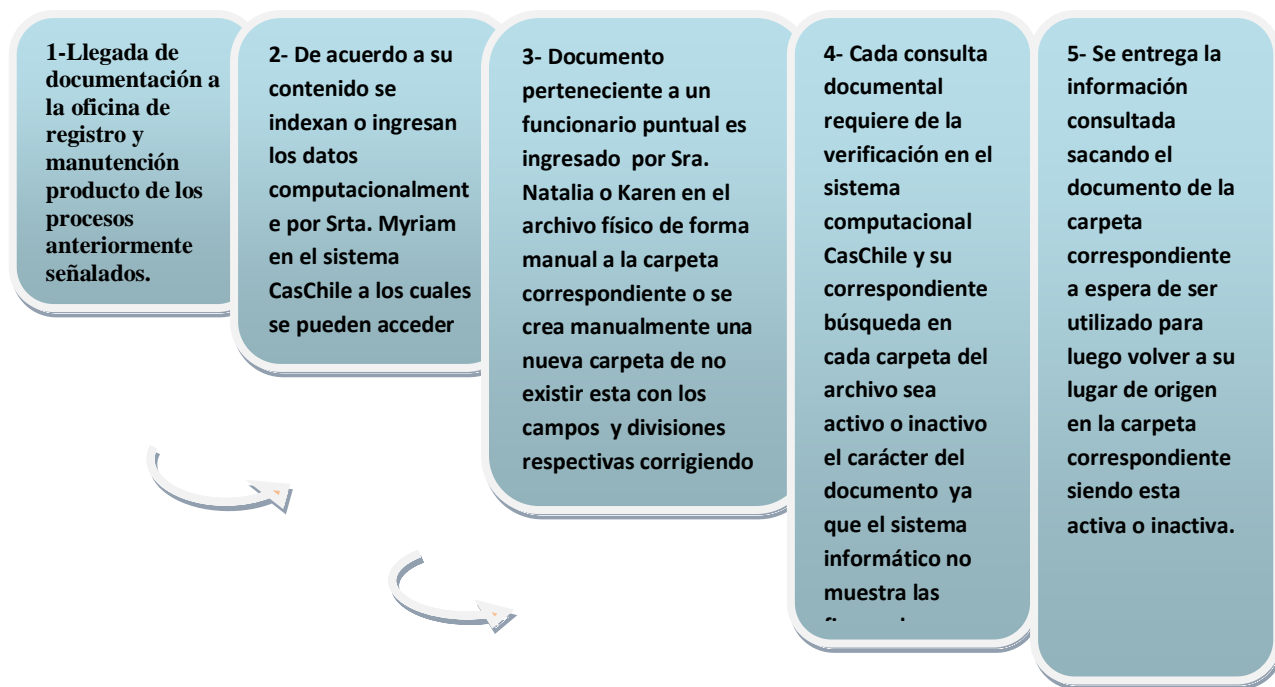 1-Llegada de
documentación a
la oficina de
registro y
manutención
producto de los
procesos
anteriormente
señalados.
2- De acuerdo a su
contenido se
indexan o ingresan
los datos
computacionalment
e por Srta. Myriam
en el sistema
CasChile a los cuales
se pueden acceder
3- Documento
perteneciente a un
funcionario puntual es
ingresado por Sra.
Natalia o Karen en el
archivo físico de forma
manual a la carpeta
correspondiente o se
crea manualmente una
nueva carpeta de no
existir esta con los
campos y divisiones
respectivas corrigiendo
4- Cada consulta
documental
requiere de la
verificación en el
sistema
computacional
CasChile y su
correspondiente
búsqueda en
cada carpeta del
archivo sea
activo o inactivo
el carácter del
documento ya
que el sistema
informático no
muestra las
5- Se entrega la
información
consultada
sacando el
documento de la
carpeta
correspondiente
a espera de ser
utilizado para
luego volver a su
lugar de origen
en la carpeta
correspondiente
siendo esta
activa o inactiva.